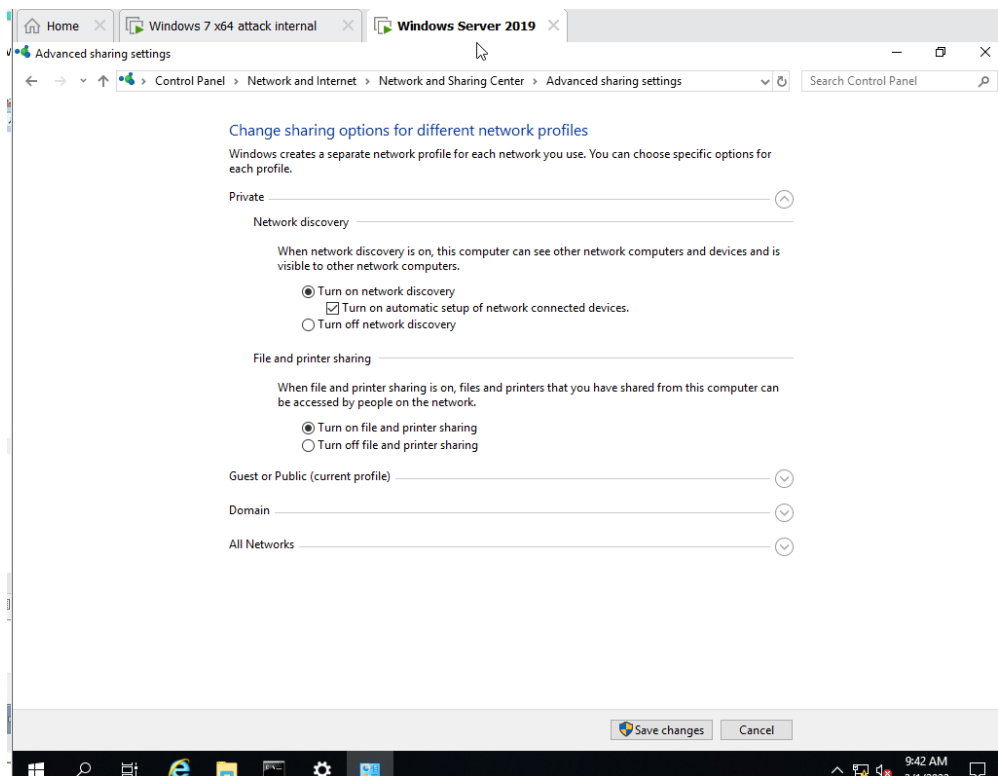 Home
Windows 7 x64 attack internal
Windows Server 2019
Advanced sharing settings
Control Panel > Network and Internet > Network and Sharing Center > Advanced sharing settings
Search Control Panel
Change sharing options for different network profiles
Windows creates a separate network profile for each network you use. You can choose specific options for
each profile.
Private
Network discovery
When network discovery is on, this computer can see other network computers and devices and is
visible to other network computers.
Turn on network discovery
Turn on automatic setup of network connected devices.
Turn off network discovery
File and printer sharing
When file and printer sharing is on, files and printers that you have shared from this computer can
be accessed by people on the network.
Turn on file and printer sharing
Turn off file and printer sharing
Guest or Public (current profile)
Domain
All Networks
Save changes
Cancel
9:42 AM